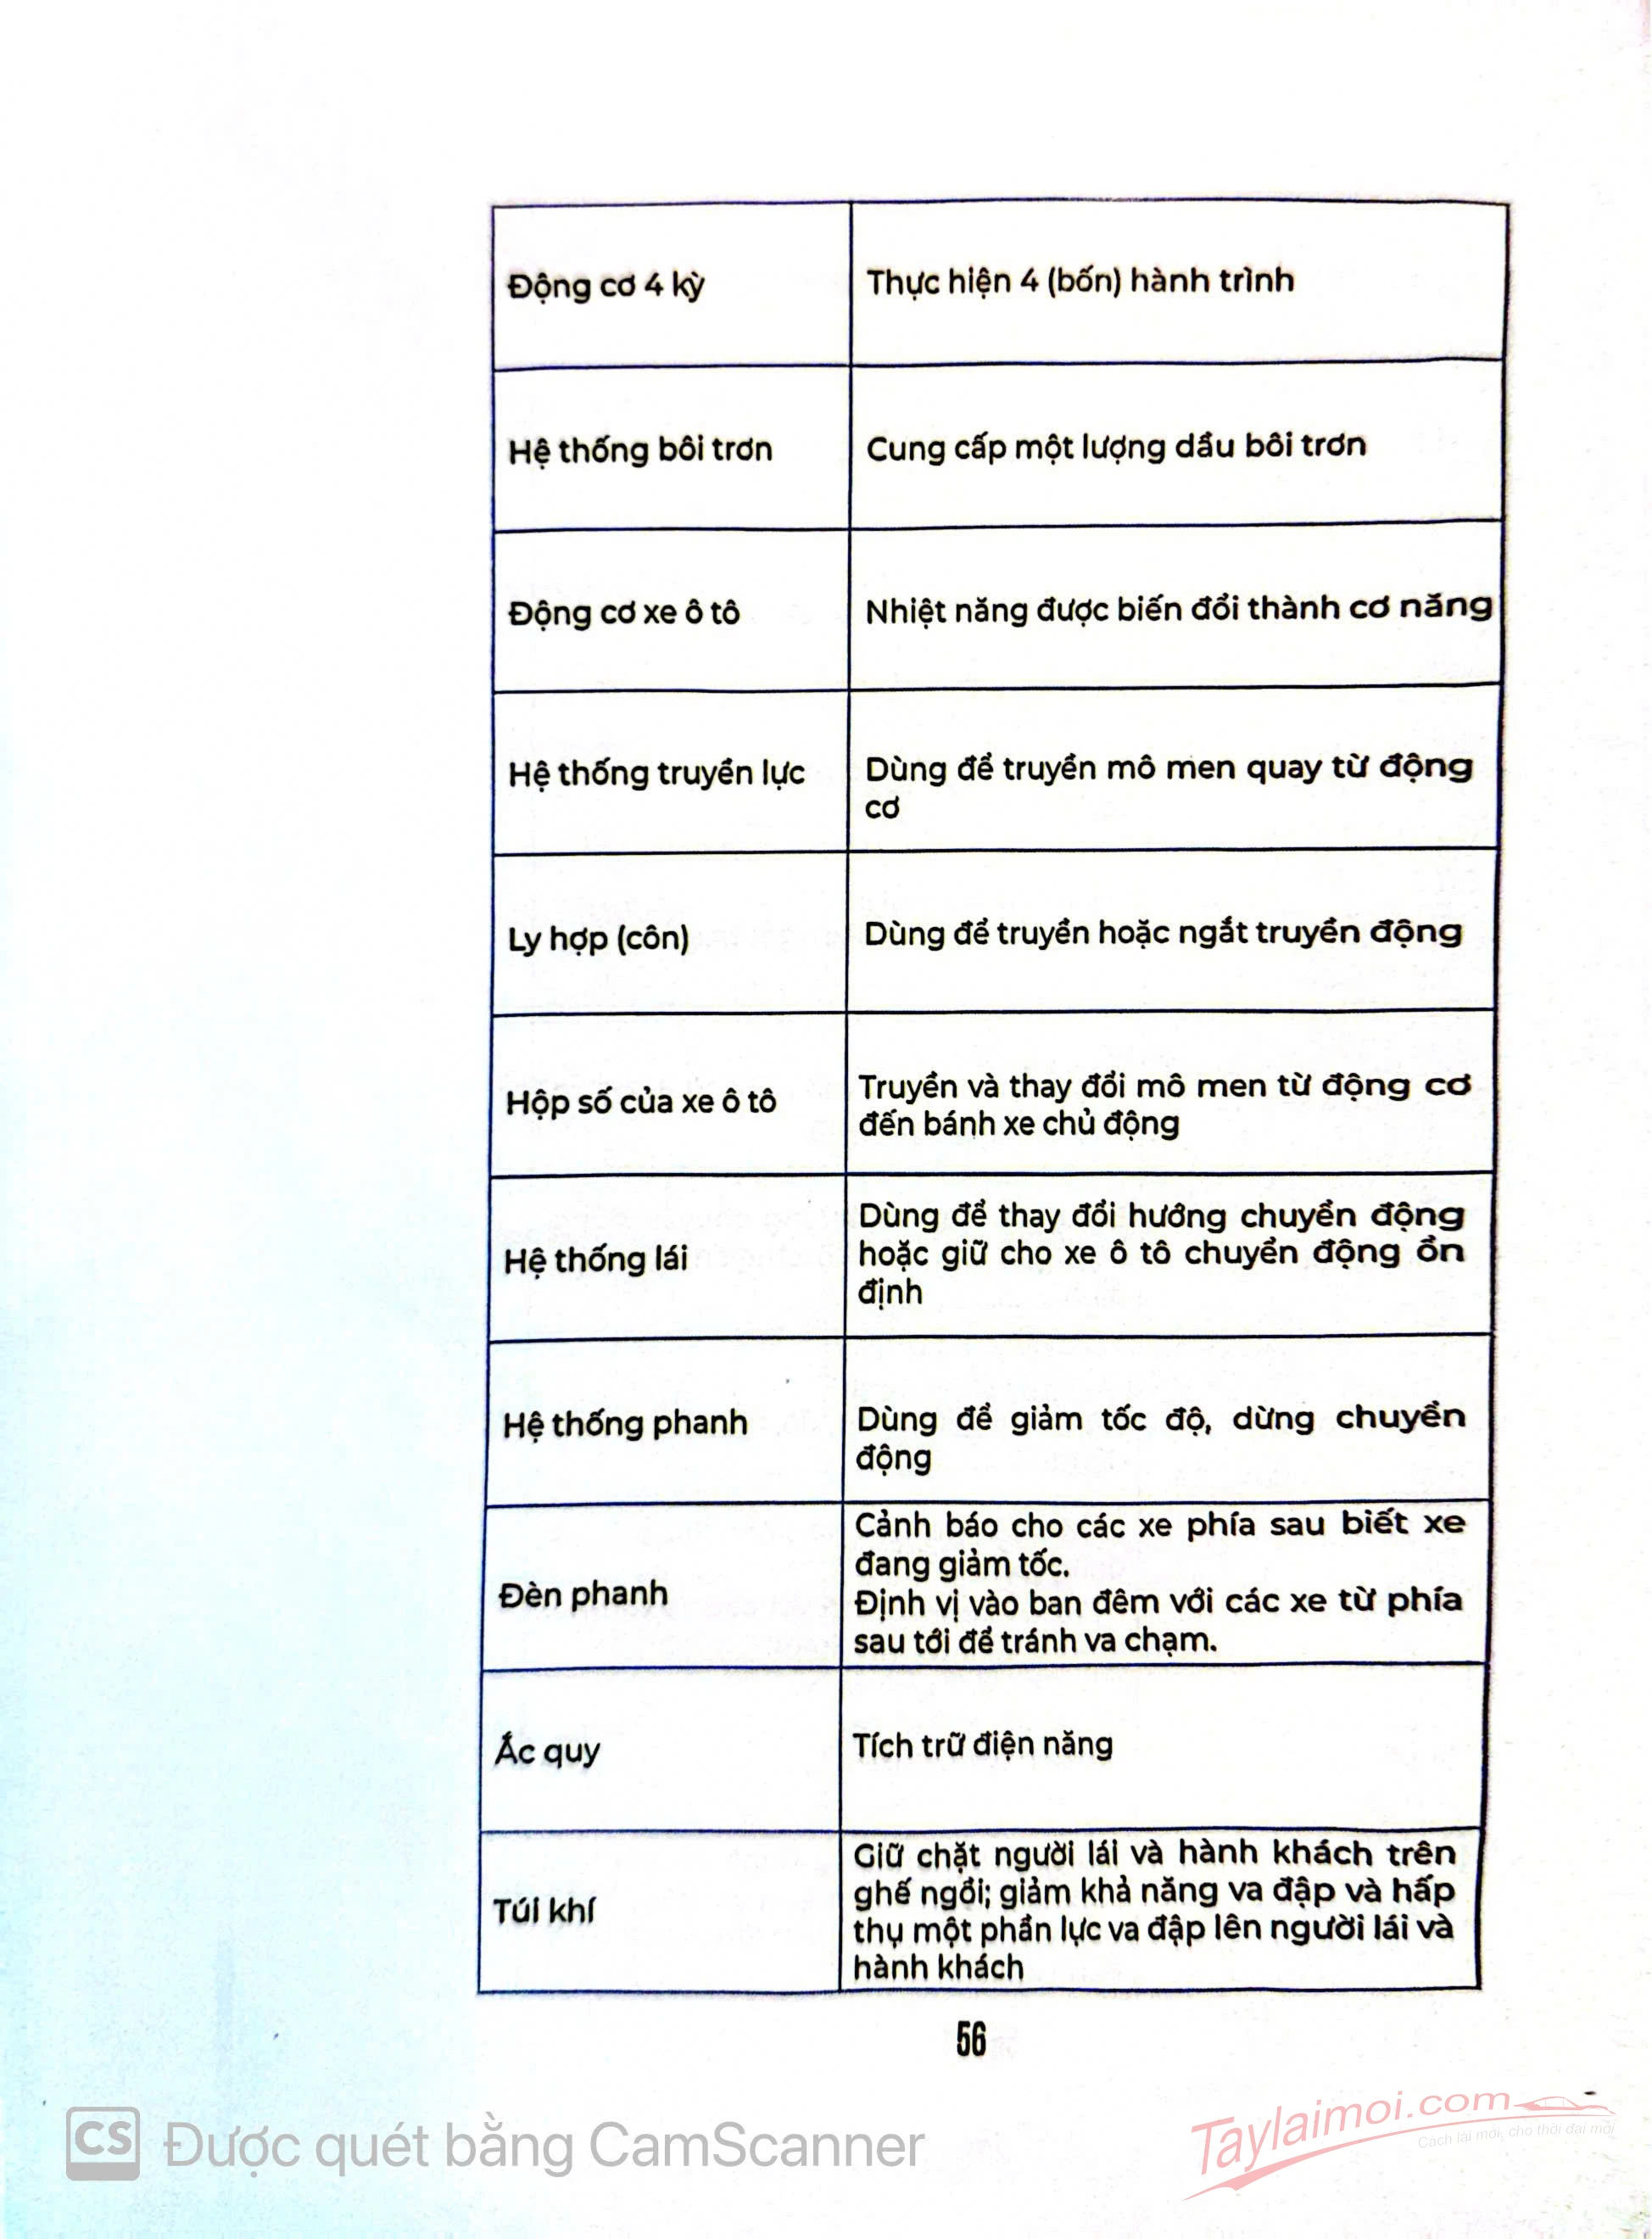 Động cơ 4 kỳ
Thực hiện 4 (bốn) hành trình
Hệ thống bôi trơn
Cung cấp một lượng dầu bôi trơn
Động cơ xe ô tô
Nhiệt năng được biến đổi thành cơ năng
Hệ thống truyền lực
Dùng để truyền mô men quay từ động
cơ
Ly hợp (côn)
Dùng để truyền hoặc ngắt truyền động
Hộp số của xe ô tô
Truyền và thay đổi mô men từ động cơ
đến bánh xe chủ động
Hệ thống lái
Dùng để thay đổi hướng chuyển động
hoặc giữ cho xe ô tô chuyển động ổn
định
Hệ thống phanh
Dùng để giảm tốc độ, dừng chuyển
động
Đèn phanh
Cảnh báo cho các xe phía sau biết xe
đang giảm tốc.
Định vị vào ban đêm với các xe từ phía
sau tới để tránh va chạm.
Ắc quy
Tích trữ điện năng
Túi khí
Giữ chặt người lái và hành khách trên
ghế ngồi; giảm khả năng va đập và hấp
thụ một phần lực va đập lên người lái và
hành khách
56
CS Được quét bằng CamScanner
Taylaimoi.com
Cách lái mới, cho thời đại mới